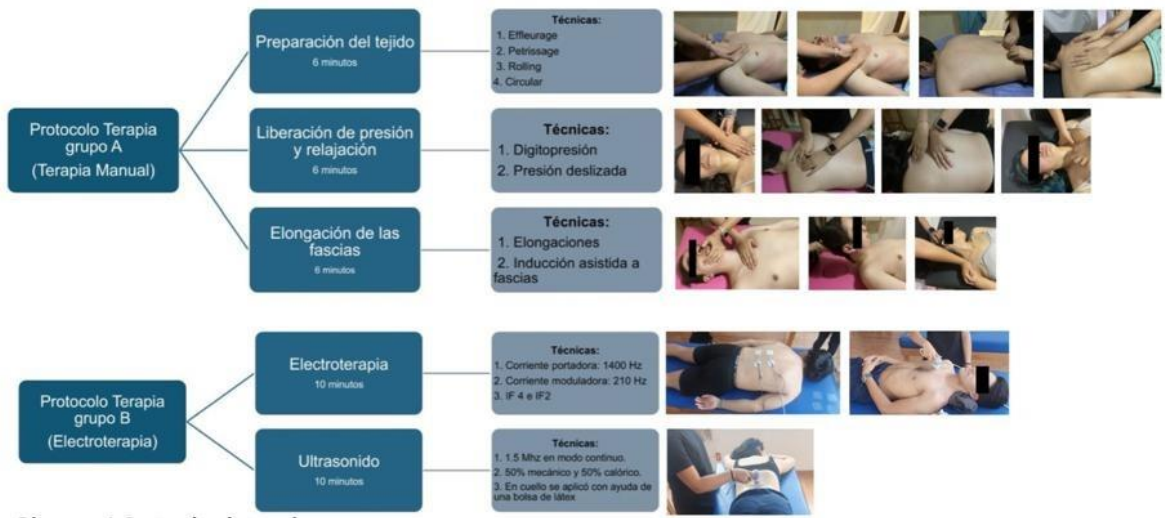 Protocolo Terapia
grupo A
(Terapia Manual)
Preparación del tejido
6 minutos
Técnicas:
1. Effleurage
2. Petrissage
3. Rolling
4. Circular
Liberación de presión
y relajación
6 minutos
Técnicas:
1. Digitopresión
2. Presión deslizada
Elongación de las
fascias
6 minutos
Técnicas:
1. Elongaciones
2. Inducción asistida a
fascias
Protocolo Terapia
grupo B
(Electroterapia)
Electroterapia
10 minutos
Técnicas:
1. Corriente portadora: 1400 Hz
2. Corriente moduladora: 210 Hz
3. IF 4 e IF2
Ultrasonido
10 minutos
Técnicas:
1. 1.5 Mhz en modo continuo.
2. 50% mecánico y 50% calórico.
3. En cuello se aplicó con ayuda de
una bolsa de látex